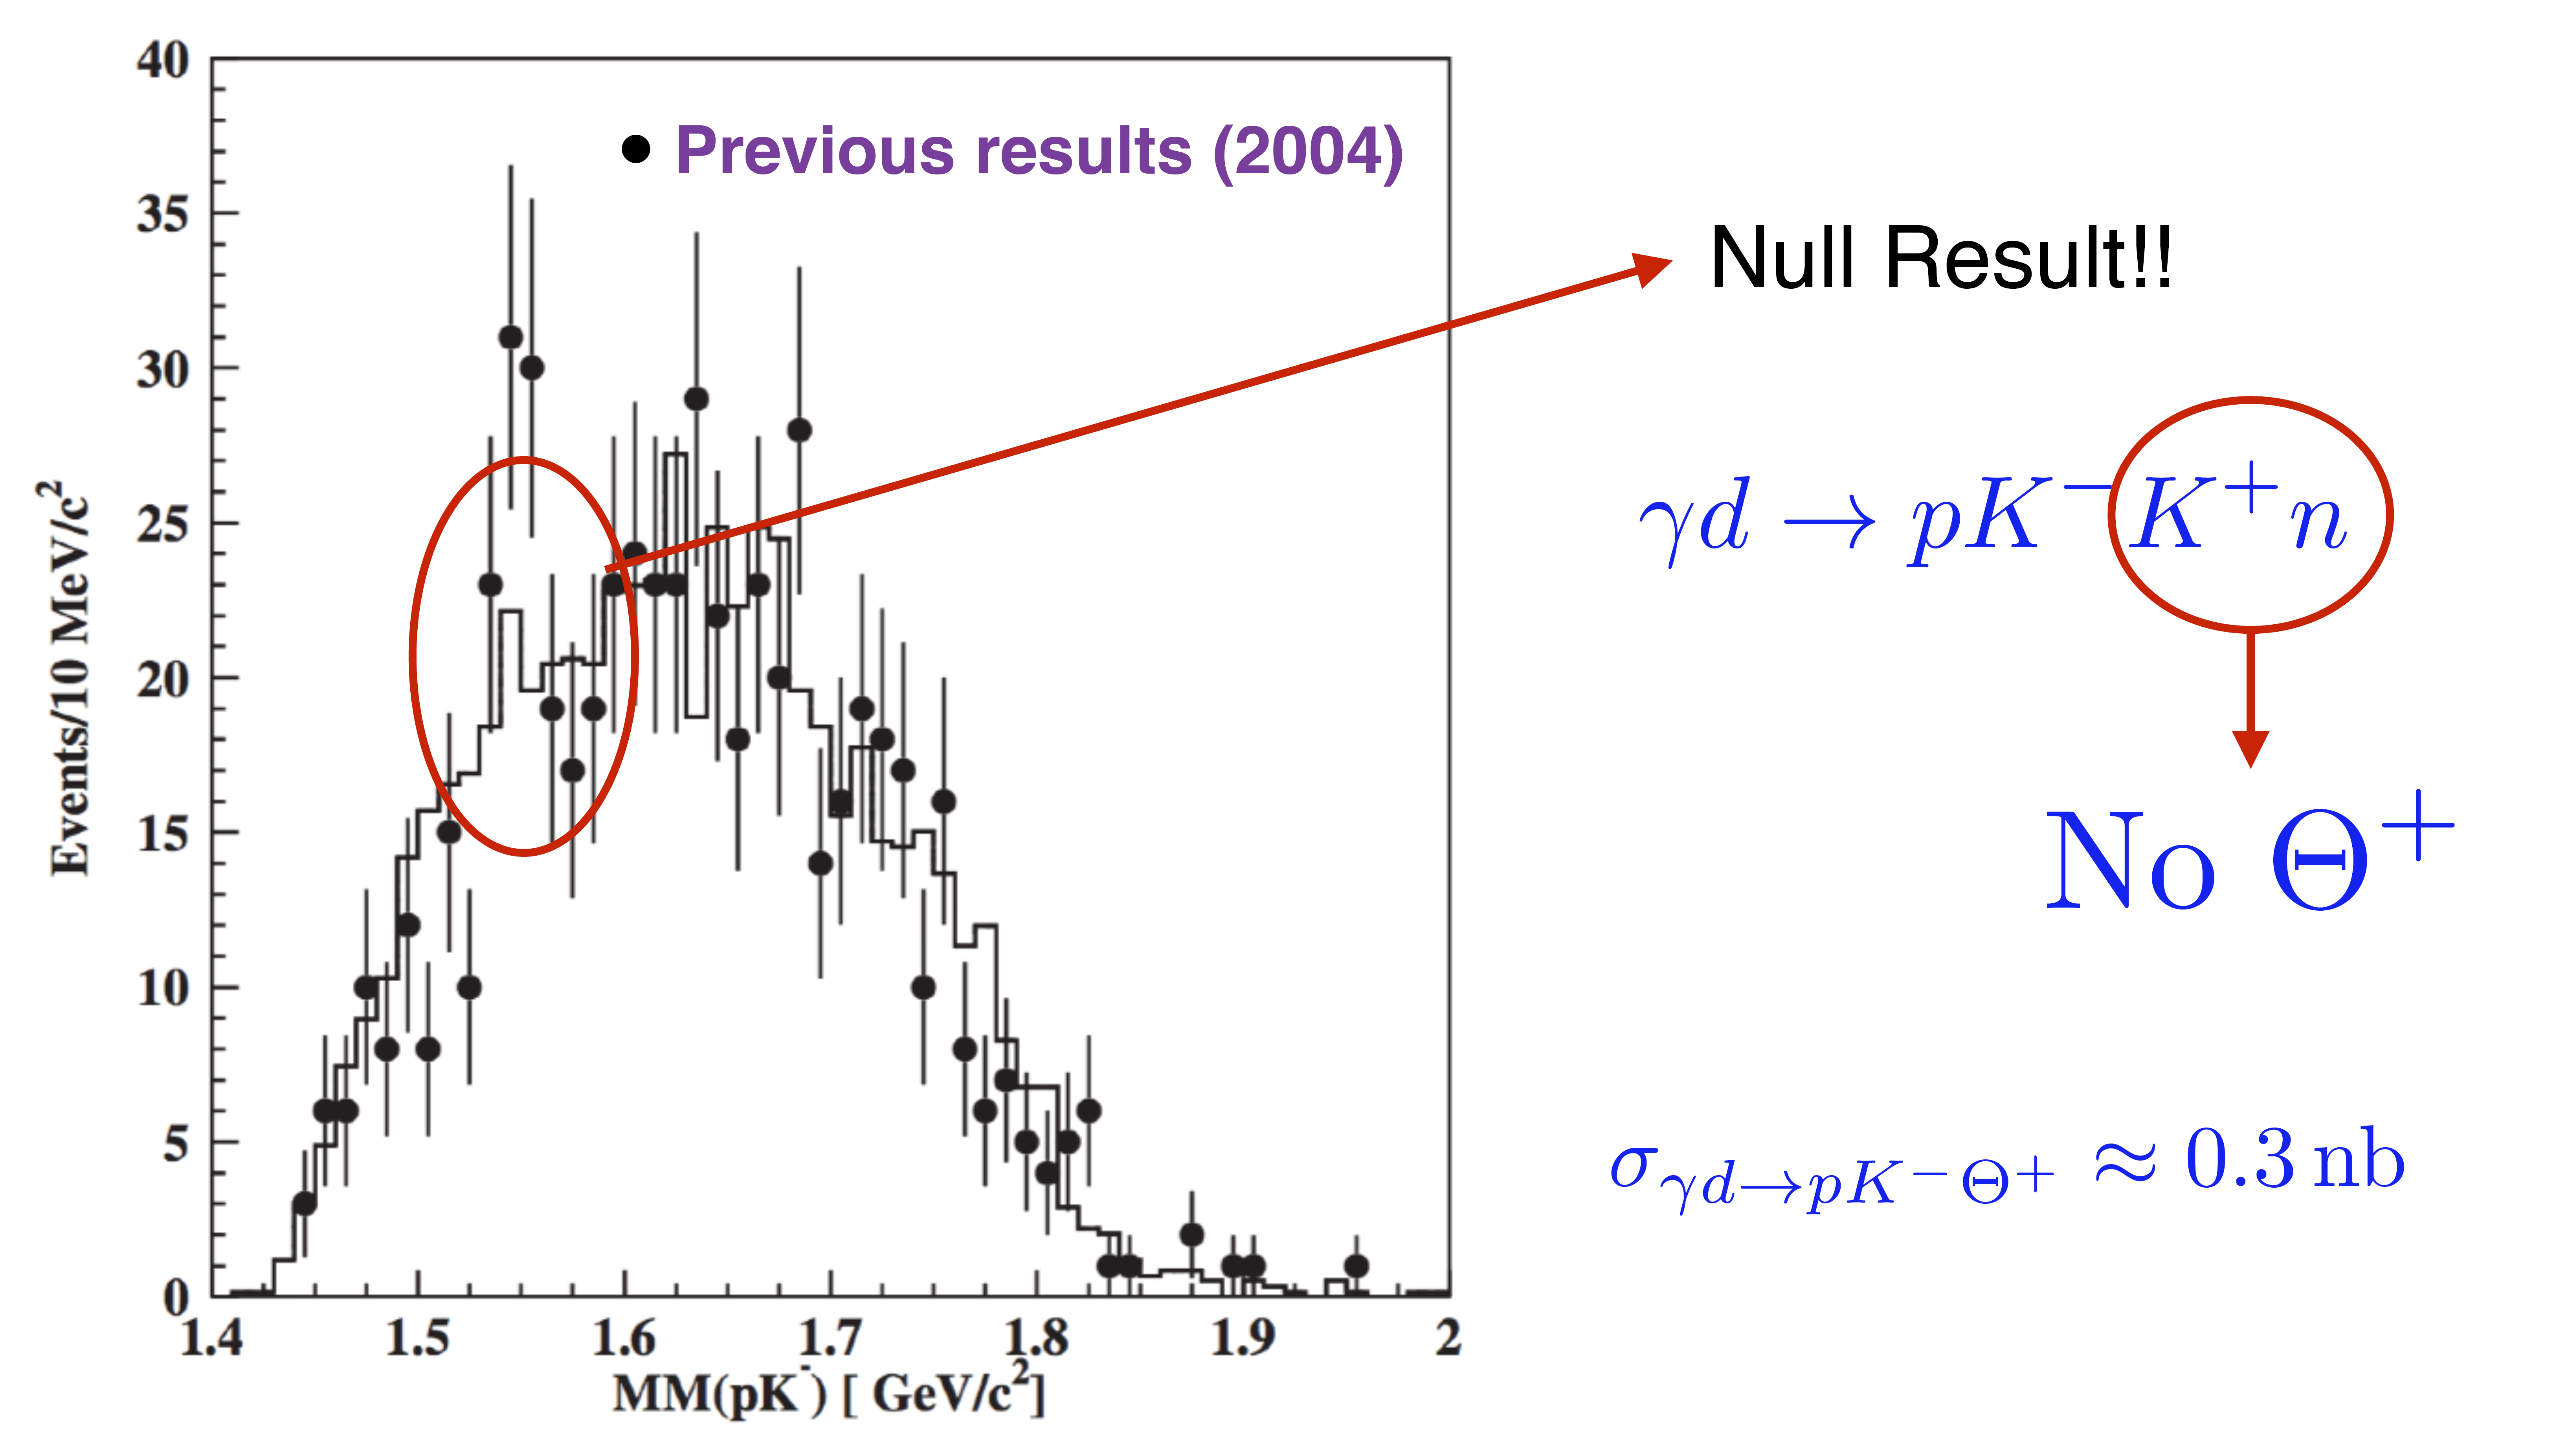 40
35
30
25
20
15
10
5
0
Events/10 MeV/c²
• Previous results (2004)
1.4 1.5 1.6 1.7 1.8 1.9 2
MM(pK⁻) [ GeV/c²]
Null Result!!
γd → pK⁻K⁺n
No Θ⁺
σ_{γd→pK⁻Θ⁺} ≈ 0.3 nb